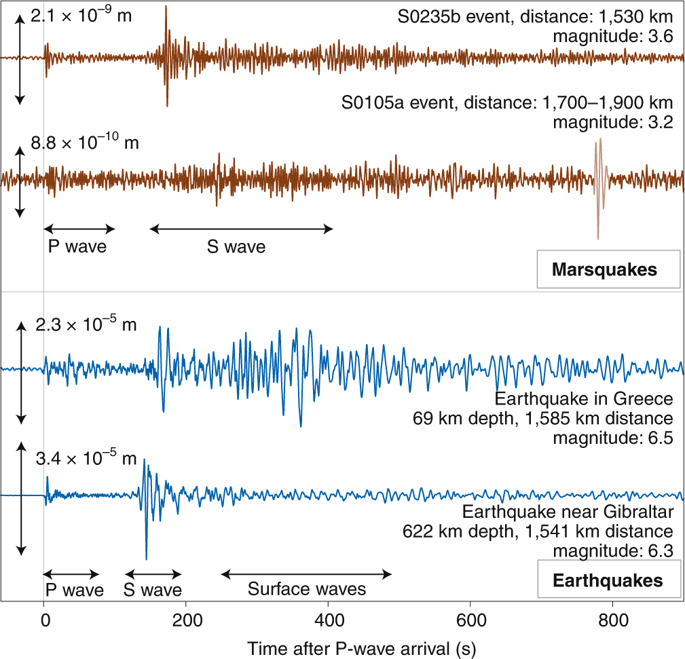 2.1 × 10⁻⁹ m
S0235b event, distance: 1,530 km
magnitude: 3.6
S0105a event, distance: 1,700–1,900 km
magnitude: 3.2
8.8 × 10⁻¹⁰ m
P wave
S wave
Marsquakes
2.3 × 10⁻⁵ m
Earthquake in Greece
69 km depth, 1,585 km distance
magnitude: 6.5
3.4 × 10⁻⁵ m
Earthquake near Gibraltar
622 km depth, 1,541 km distance
magnitude: 6.3
P wave
S wave
Surface waves
Earthquakes
0
200
400
600
800
Time after P-wave arrival (s)